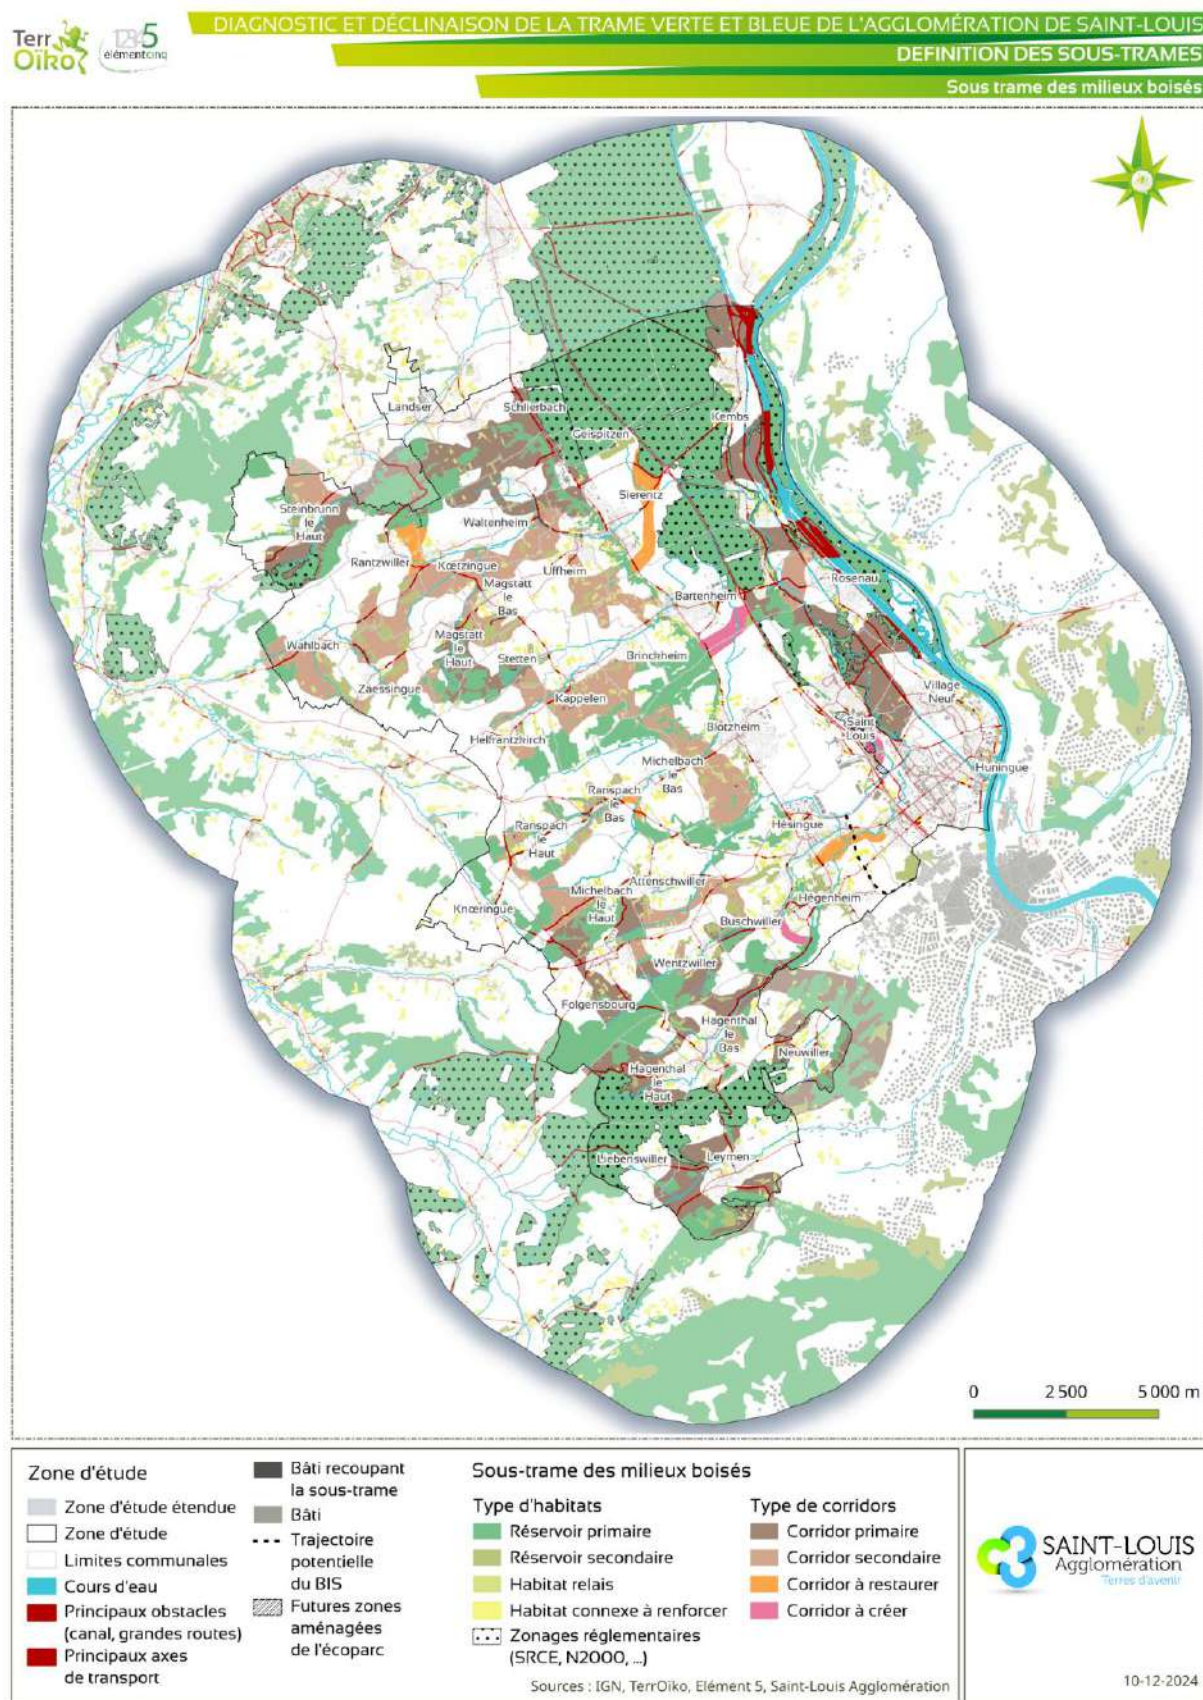 Terr
Oïko
12345
élémentcinq
DIAGNOSTIC ET DÉCLINAISON DE LA TRAME VERTE ET BLEUE DE L'AGGLOMÉRATION DE SAINT-LOUIS
DEFINITION DES SOUS-TRAMES
Sous trame des milieux boisés
Landser
Schlierbach
Geispitzen
Kembs
Sierentz
Steinbrunn
le
Haut
Waltenheim
Rantzwiller
Kœtzingue
Uffheim
Magstatt
le
Bas
Rosenau
Bartenheim
Wahlbach
Magstatt
le
Haut
Stetten
Brinckheim
Zaessingue
Kappelen
Village
Neuf
Saint
Louis
Blotzheim
Helfrantzkirch
Huningue
Michelbach
le
Bas
Ranspach
le
Bas
Ranspach
le
Haut
Hésingue
Attenschwiller
Michelbach
le
Haut
Hégenheim
Knœringue
Buschwiller
Wentzwiller
Folgensbourg
Hagenthal
le
Bas
Neuwiller
Hagenthal
le
Haut
Liebenswiller
Leymen
0 2 500 5 000 m
Zone d'étude
Zone d'étude étendue
Zone d'étude
Limites communales
Cours d'eau
Principaux obstacles
(canal, grandes routes)
Principaux axes
de transport
Bâti recoupant
la sous-trame
Bâti
Trajectoire
potentielle
du BIS
Futures zones
aménagées
de l'écoparc
Sous-trame des milieux boisés
Type d'habitats
Réservoir primaire
Réservoir secondaire
Habitat relais
Habitat connexe à renforcer
Zonages réglementaires
(SRCE, N2000, ...)
Type de corridors
Corridor primaire
Corridor secondaire
Corridor à restaurer
Corridor à créer
Sources : IGN, TerrOïko, Elément 5, Saint-Louis Agglomération
SAINT-LOUIS
Agglomération
Terres d'avenir
10-12-2024